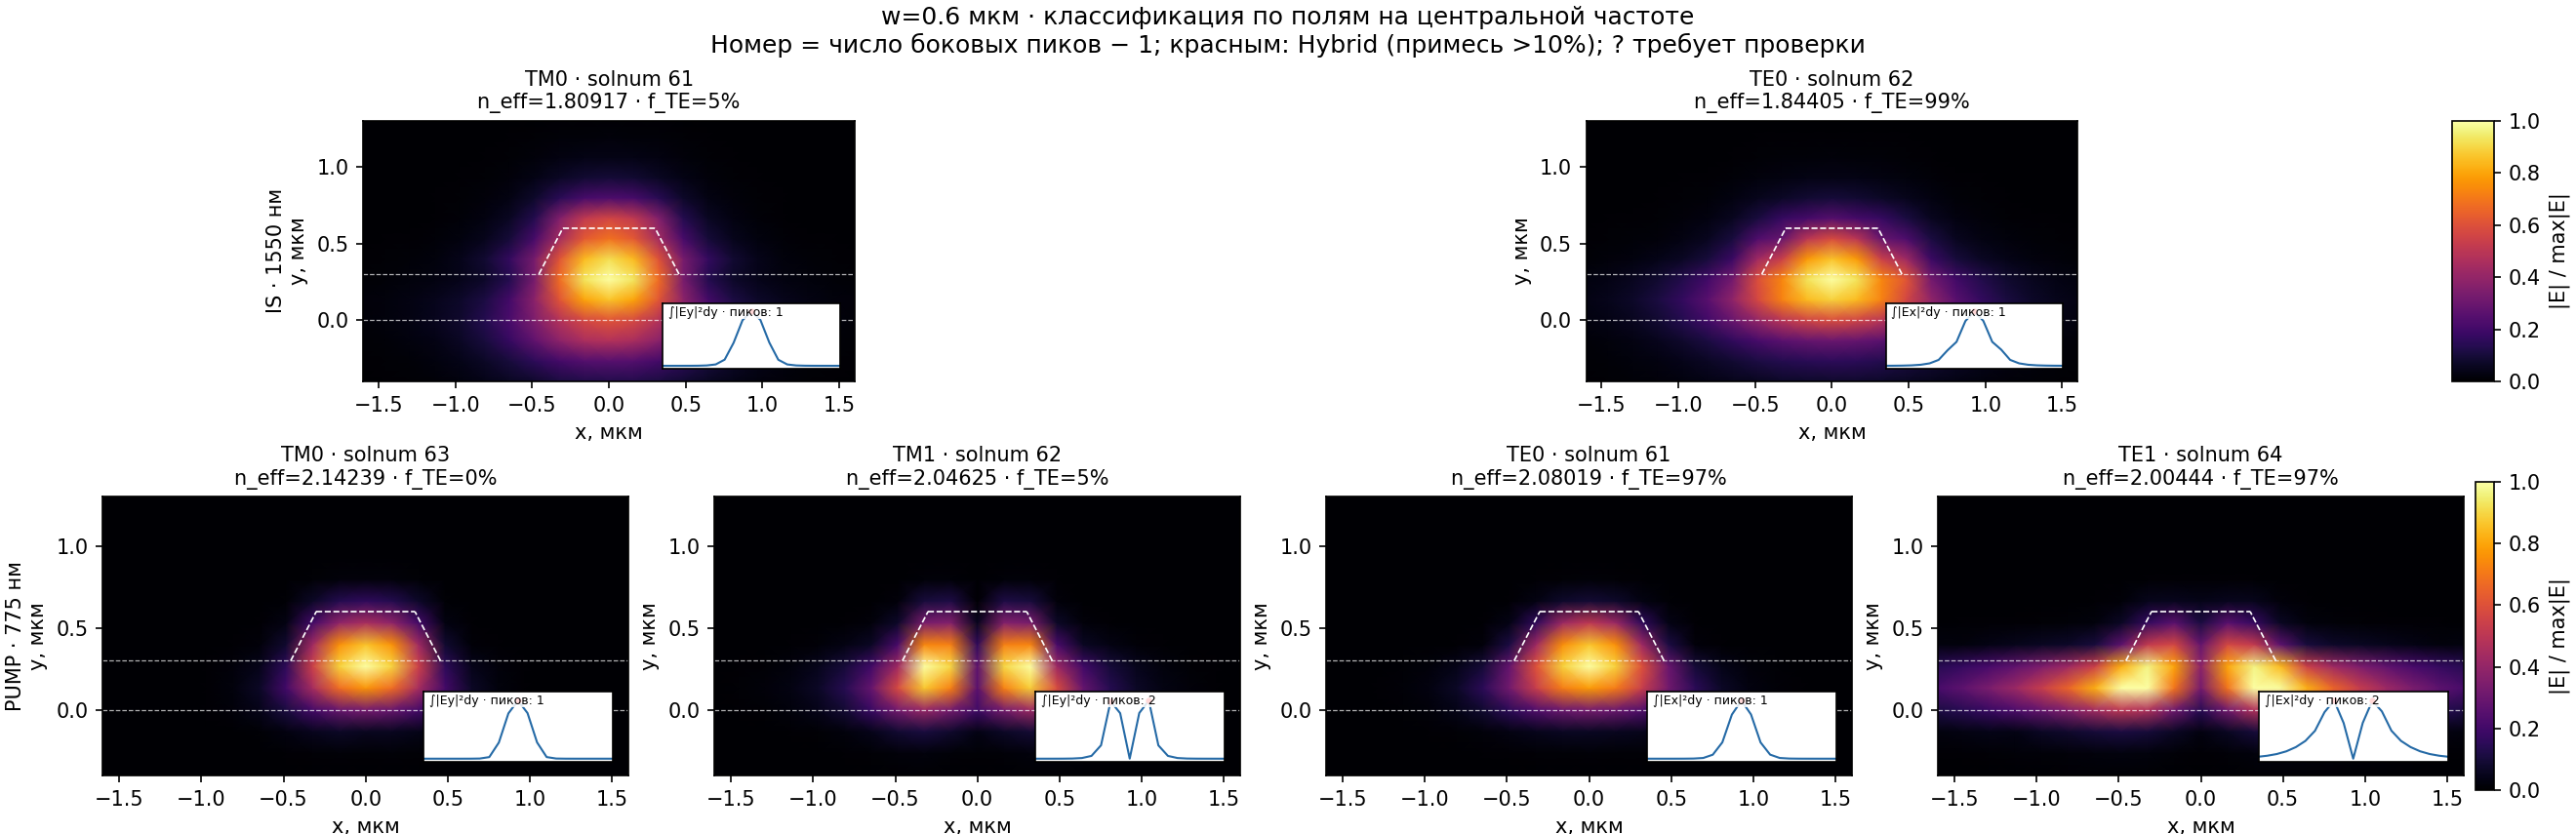 w=0.6 мкм · классификация по полям на центральной частоте
Номер = число боковых пиков − 1; красным: Hybrid (примесь >10%); ? требует проверки
TM0 · solnum 61
n_eff=1.80917 · f_TE=5%
IS · 1550 нм
y, мкм
1.0
0.5
0.0
∫|Ey|²dy · пиков: 1
−1.5 −1.0 −0.5 0.0 0.5 1.0 1.5
x, мкм
TE0 · solnum 62
n_eff=1.84405 · f_TE=99%
y, мкм
1.0
0.5
0.0
∫|Ex|²dy · пиков: 1
−1.5 −1.0 −0.5 0.0 0.5 1.0 1.5
x, мкм
1.0
0.8
0.6
0.4
0.2
0.0
|E| / max|E|
TM0 · solnum 63
n_eff=2.14239 · f_TE=0%
PUMP · 775 нм
y, мкм
1.0
0.5
0.0
∫|Ey|²dy · пиков: 1
−1.5 −1.0 −0.5 0.0 0.5 1.0 1.5
x, мкм
TM1 · solnum 62
n_eff=2.04625 · f_TE=5%
y, мкм
1.0
0.5
0.0
∫|Ey|²dy · пиков: 2
−1.5 −1.0 −0.5 0.0 0.5 1.0 1.5
x, мкм
TE0 · solnum 61
n_eff=2.08019 · f_TE=97%
y, мкм
1.0
0.5
0.0
∫|Ex|²dy · пиков: 1
−1.5 −1.0 −0.5 0.0 0.5 1.0 1.5
x, мкм
TE1 · solnum 64
n_eff=2.00444 · f_TE=97%
y, мкм
1.0
0.5
0.0
∫|Ex|²dy · пиков: 2
−1.5 −1.0 −0.5 0.0 0.5 1.0 1.5
x, мкм
1.0
0.8
0.6
0.4
0.2
0.0
|E| / max|E|